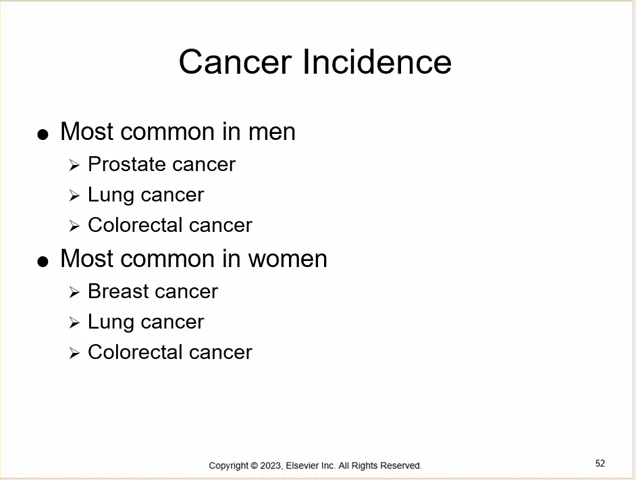 Cancer Incidence
● Most common in men
➢ Prostate cancer
➢ Lung cancer
➢ Colorectal cancer
● Most common in women
➢ Breast cancer
➢ Lung cancer
➢ Colorectal cancer
Copyright © 2023, Elsevier Inc. All Rights Reserved.
52